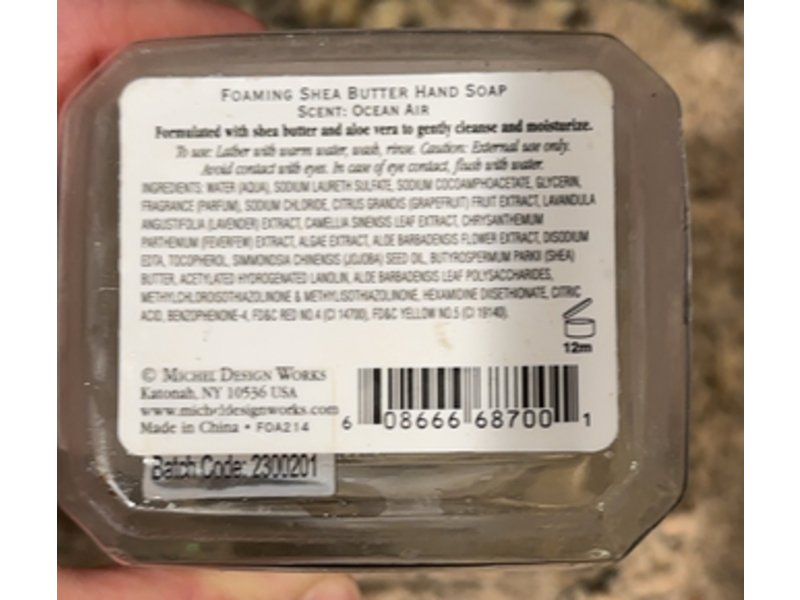 FOAMING SHEA BUTTER HAND SOAP
SCENT: OCEAN AIR
Formulated with shea butter and aloe vera to gently cleanse and moisturize.
To use: Lather with warm water, wash, rinse. Caution: External use only.
Avoid contact with eyes. In case of eye contact, flush with water.
INGREDIENTS: WATER (AQUA), SODIUM LAURETH SULFATE, SODIUM COCOAMPHOACETATE, GLYCERIN,
FRAGRANCE (PARFUM), SODIUM CHLORIDE, CITRUS GRANDIS (GRAPEFRUIT) FRUIT EXTRACT, LAVANDULA
ANGUSTIFOLIA (LAVENDER) EXTRACT, CAMELLIA SINENSIS LEAF EXTRACT, CHRYSANTHEMUM
PARTHENIUM (FEVERFEW) EXTRACT, ALGAE EXTRACT, ALOE BARBADENSIS FLOWER EXTRACT, DISODIUM
EDTA, TOCOPHEROL, SIMMONDSIA CHINENSIS (JOJOBA) SEED OIL, BUTYROSPERMUM PARKII (SHEA)
BUTTER, ACETYLATED HYDROGENATED LANOLIN, ALOE BARBADENSIS LEAF POLYSACCHARIDES,
METHYLCHLOROISOTHIAZOLINONE & METHYLISOTHIAZOLINONE, HEXAMIDINE DIISETHIONATE, CITRIC
ACID, BENZOPHENONE-4, FD&C RED NO.4 (CI 14700), FD&C YELLOW NO.5 (CI 19140).
12m
© MICHEL DESIGN WORKS
Katonah, NY 10536 USA
www.micheldesignworks.com
Made in China • FOA214
6 08666 68700 1
Batch Code: 2300201